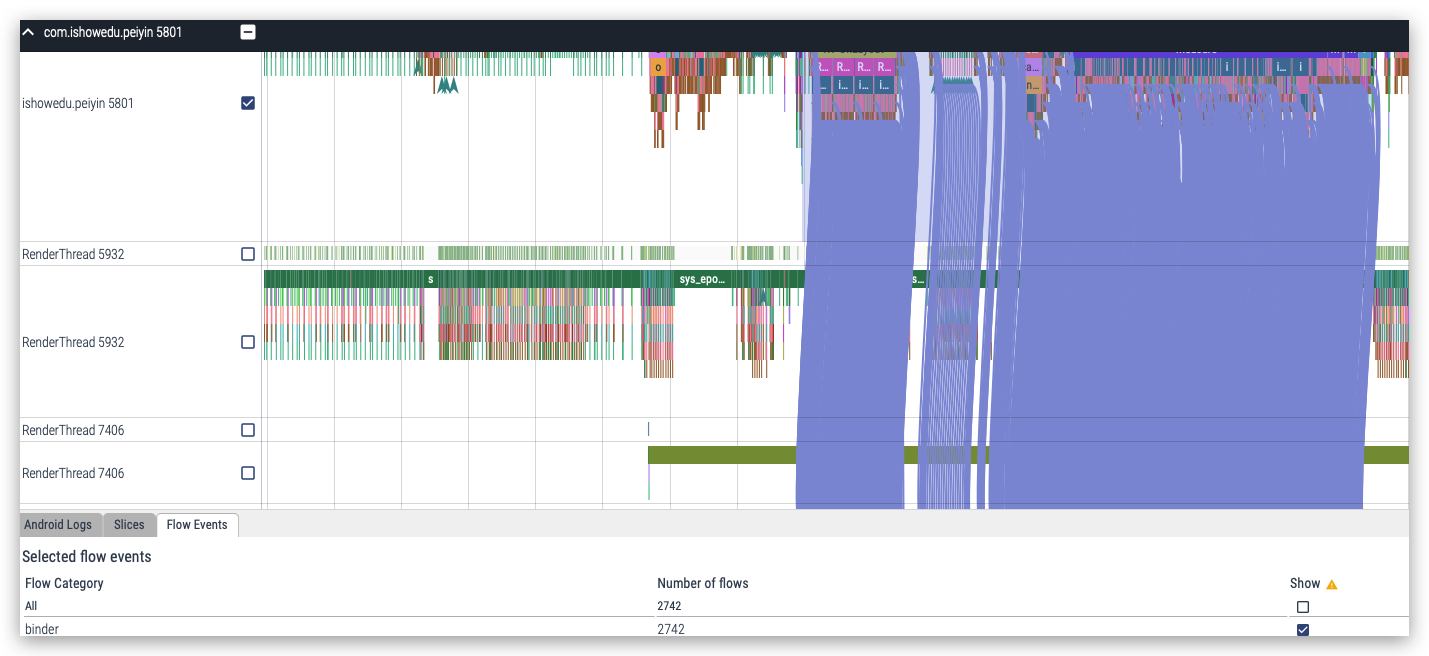 com.ishowedu.peiyin 5801
o
R... R... R... R...
i... i... i...
a...
n...
i
i... i
ishowedu.peiyin 5801
RenderThread 5932
s
sys_epo...
s...
RenderThread 5932
RenderThread 7406
RenderThread 7406
Android Logs
Slices
Flow Events
Selected flow events
Flow Category
Number of flows
Show
All
2742
binder
2742